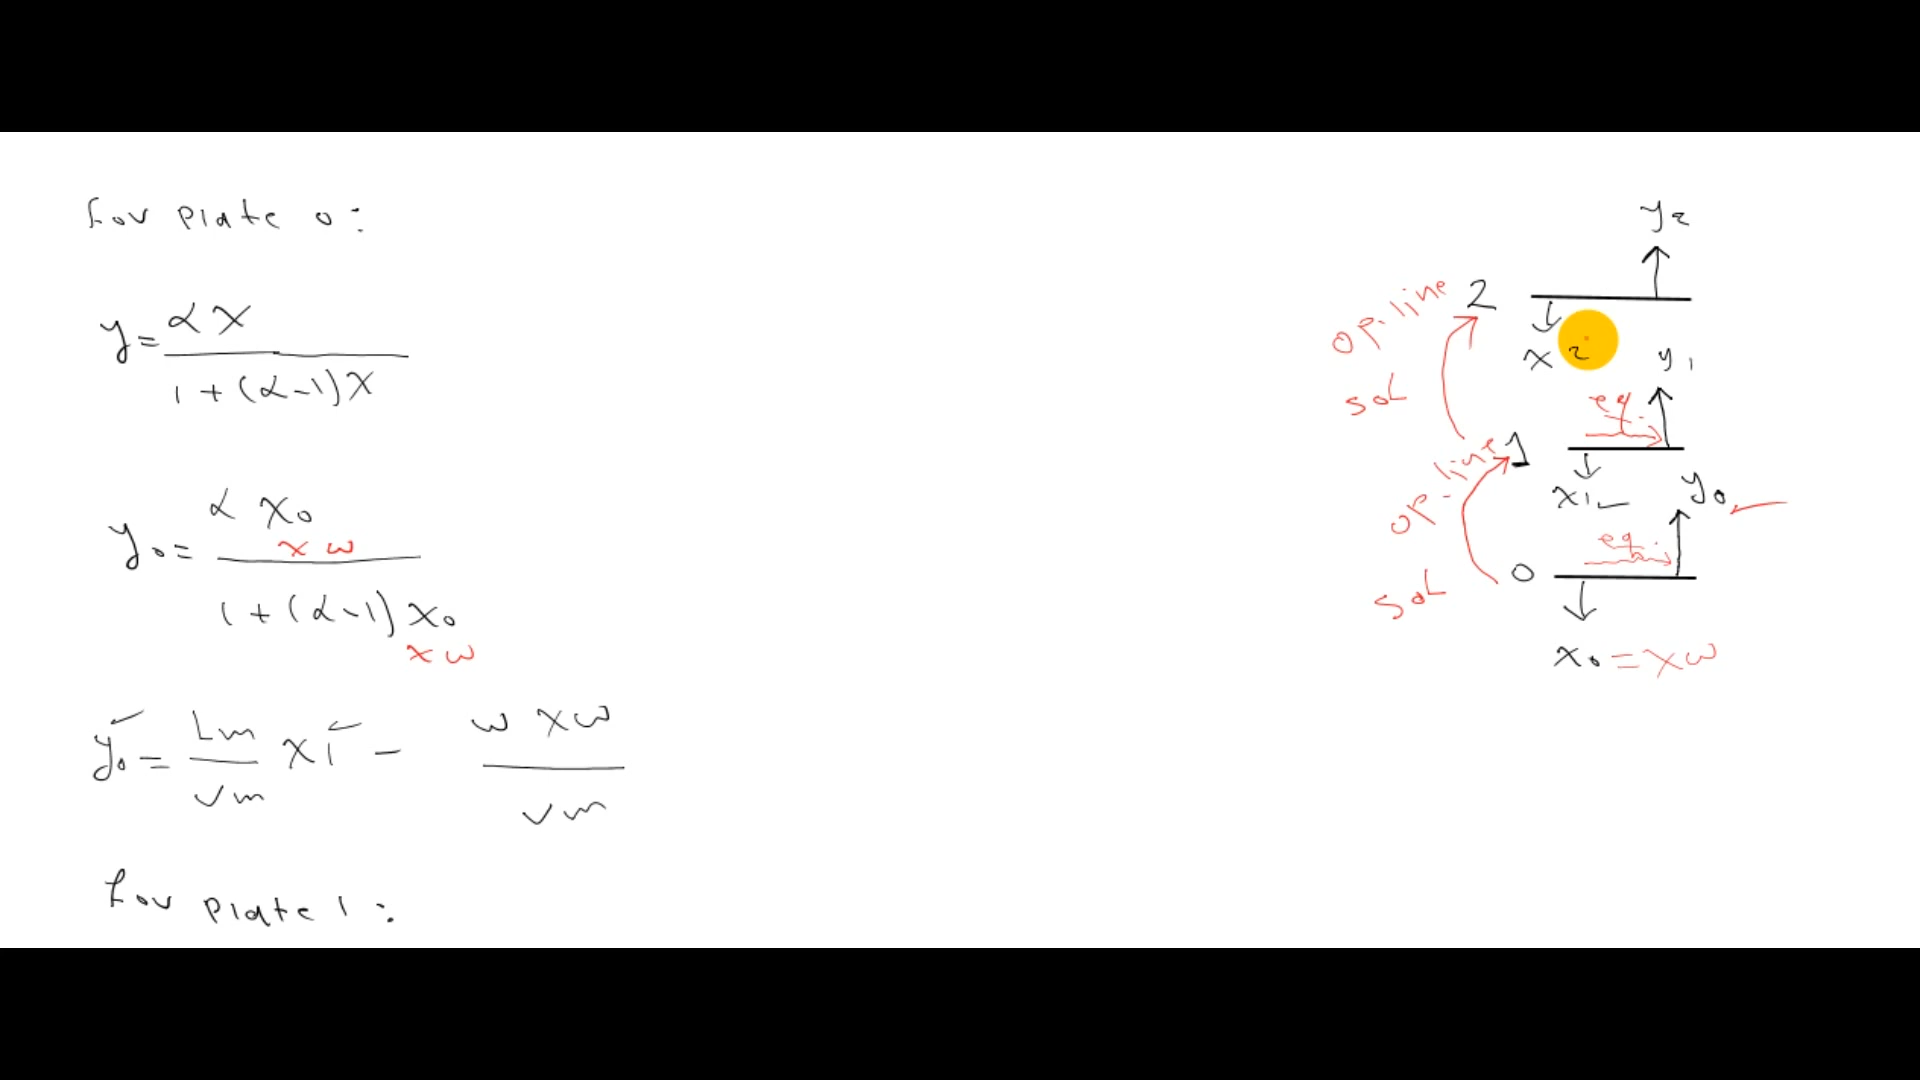 for plate 0:
y = αx
1 + (α-1)x
α x0
xw
y0 =
1 + (α-1) x0
xw
y0 = Lm x1 - w xw
Vm Vm
for plate 1:
y2
op. line 2
x2 y1
SOL
eq.
op. line 1
x1 y0
eq.
SOL 0
x0 = xw